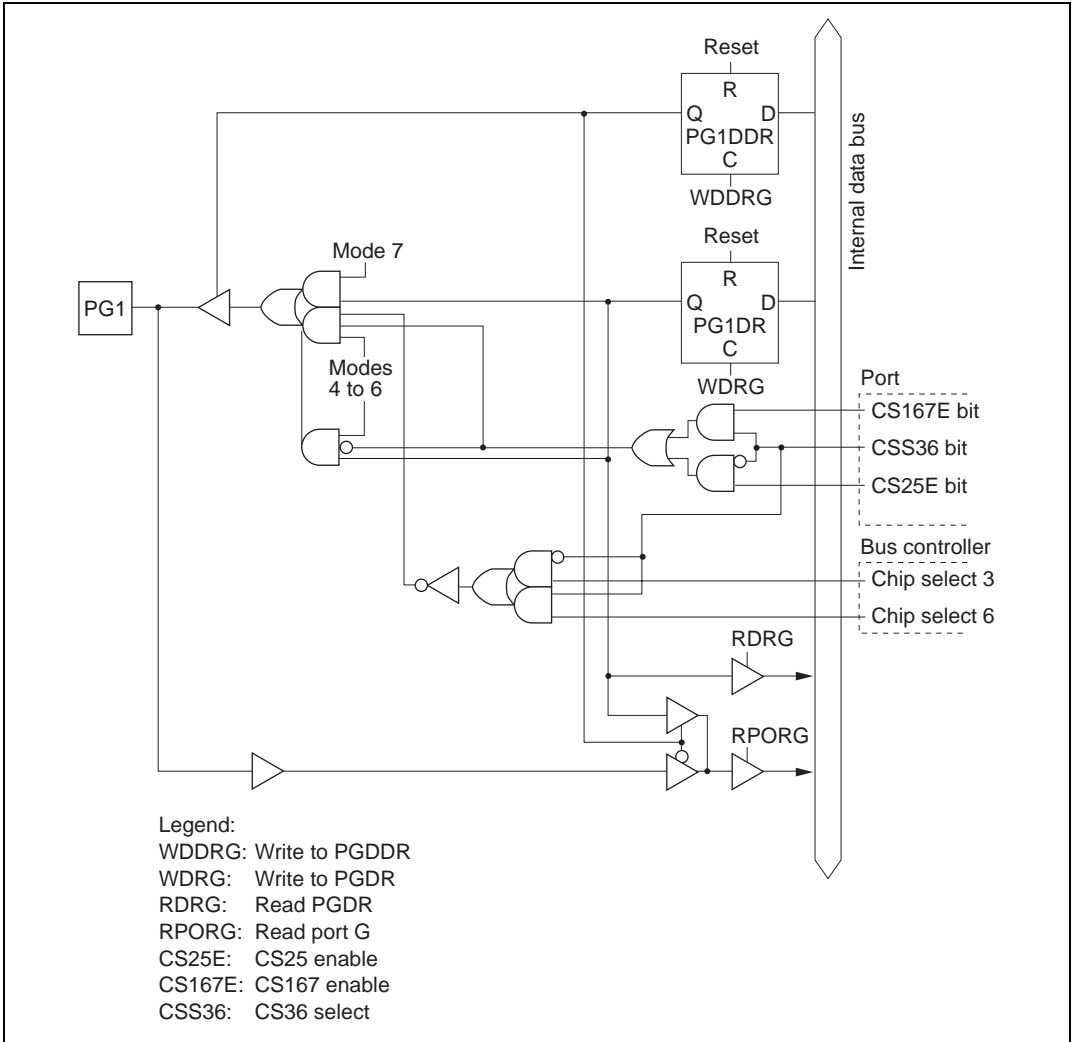 Reset
R
Q D
PG1DDR
C
WDDRG
Internal data bus
Reset
Mode 7
R
PG1
Q D
PG1DR
C
Modes
4 to 6
WDRG
Port
CS167E bit
CSS36 bit
CS25E bit
Bus controller
Chip select 3
Chip select 6
RDRG
RPORG
Legend:
WDDRG: Write to PGDDR
WDRG: Write to PGDR
RDRG: Read PGDR
RPORG: Read port G
CS25E: CS25 enable
CS167E: CS167 enable
CSS36: CS36 select